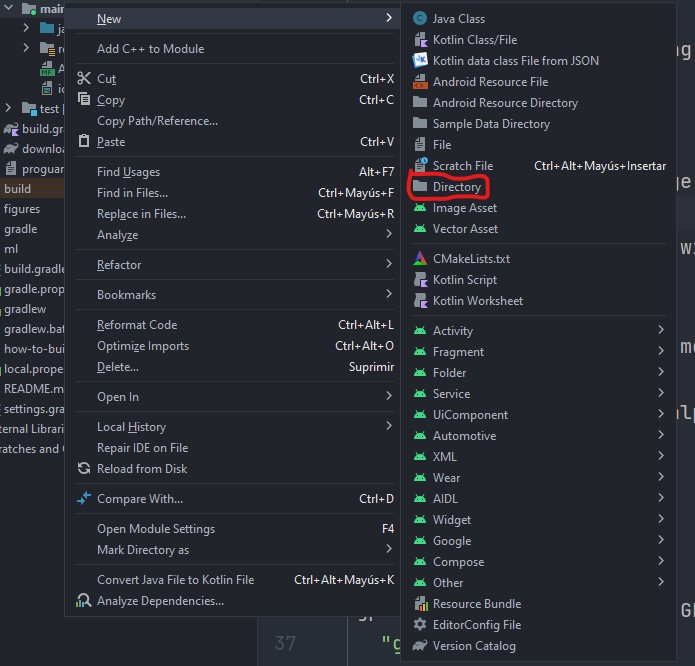 main
test
build.gra
downloa
proguar
build
figures
gradle
ml
build.gradle
gradle.prop
gradlew
gradlew.bat
how-to-bui
local.prope
README.m
settings.gra
ternal Librari
ratches and
New
Add C++ to Module
Cut Ctrl+X
Copy Ctrl+C
Copy Path/Reference...
Paste Ctrl+V
Find Usages Alt+F7
Find in Files... Ctrl+Mayús+F
Replace in Files... Ctrl+Mayús+R
Analyze
Refactor
Bookmarks
Reformat Code Ctrl+Alt+L
Optimize Imports Ctrl+Alt+O
Delete... Suprimir
Open In
Local History
Repair IDE on File
Reload from Disk
Compare With... Ctrl+D
Open Module Settings F4
Mark Directory as
Convert Java File to Kotlin File Ctrl+Alt+Mayús+K
Analyze Dependencies...
37
"g
Java Class
Kotlin Class/File
Kotlin data class File from JSON
Android Resource File
Android Resource Directory
Sample Data Directory
File
Scratch File Ctrl+Alt+Mayús+Insertar
Directory
Image Asset
Vector Asset
CMakeLists.txt
Kotlin Script
Kotlin Worksheet
Activity
Fragment
Folder
Service
UiComponent
Automotive
XML
Wear
AIDL
Widget
Google
Compose
Other
Resource Bundle
EditorConfig File
Version Catalog